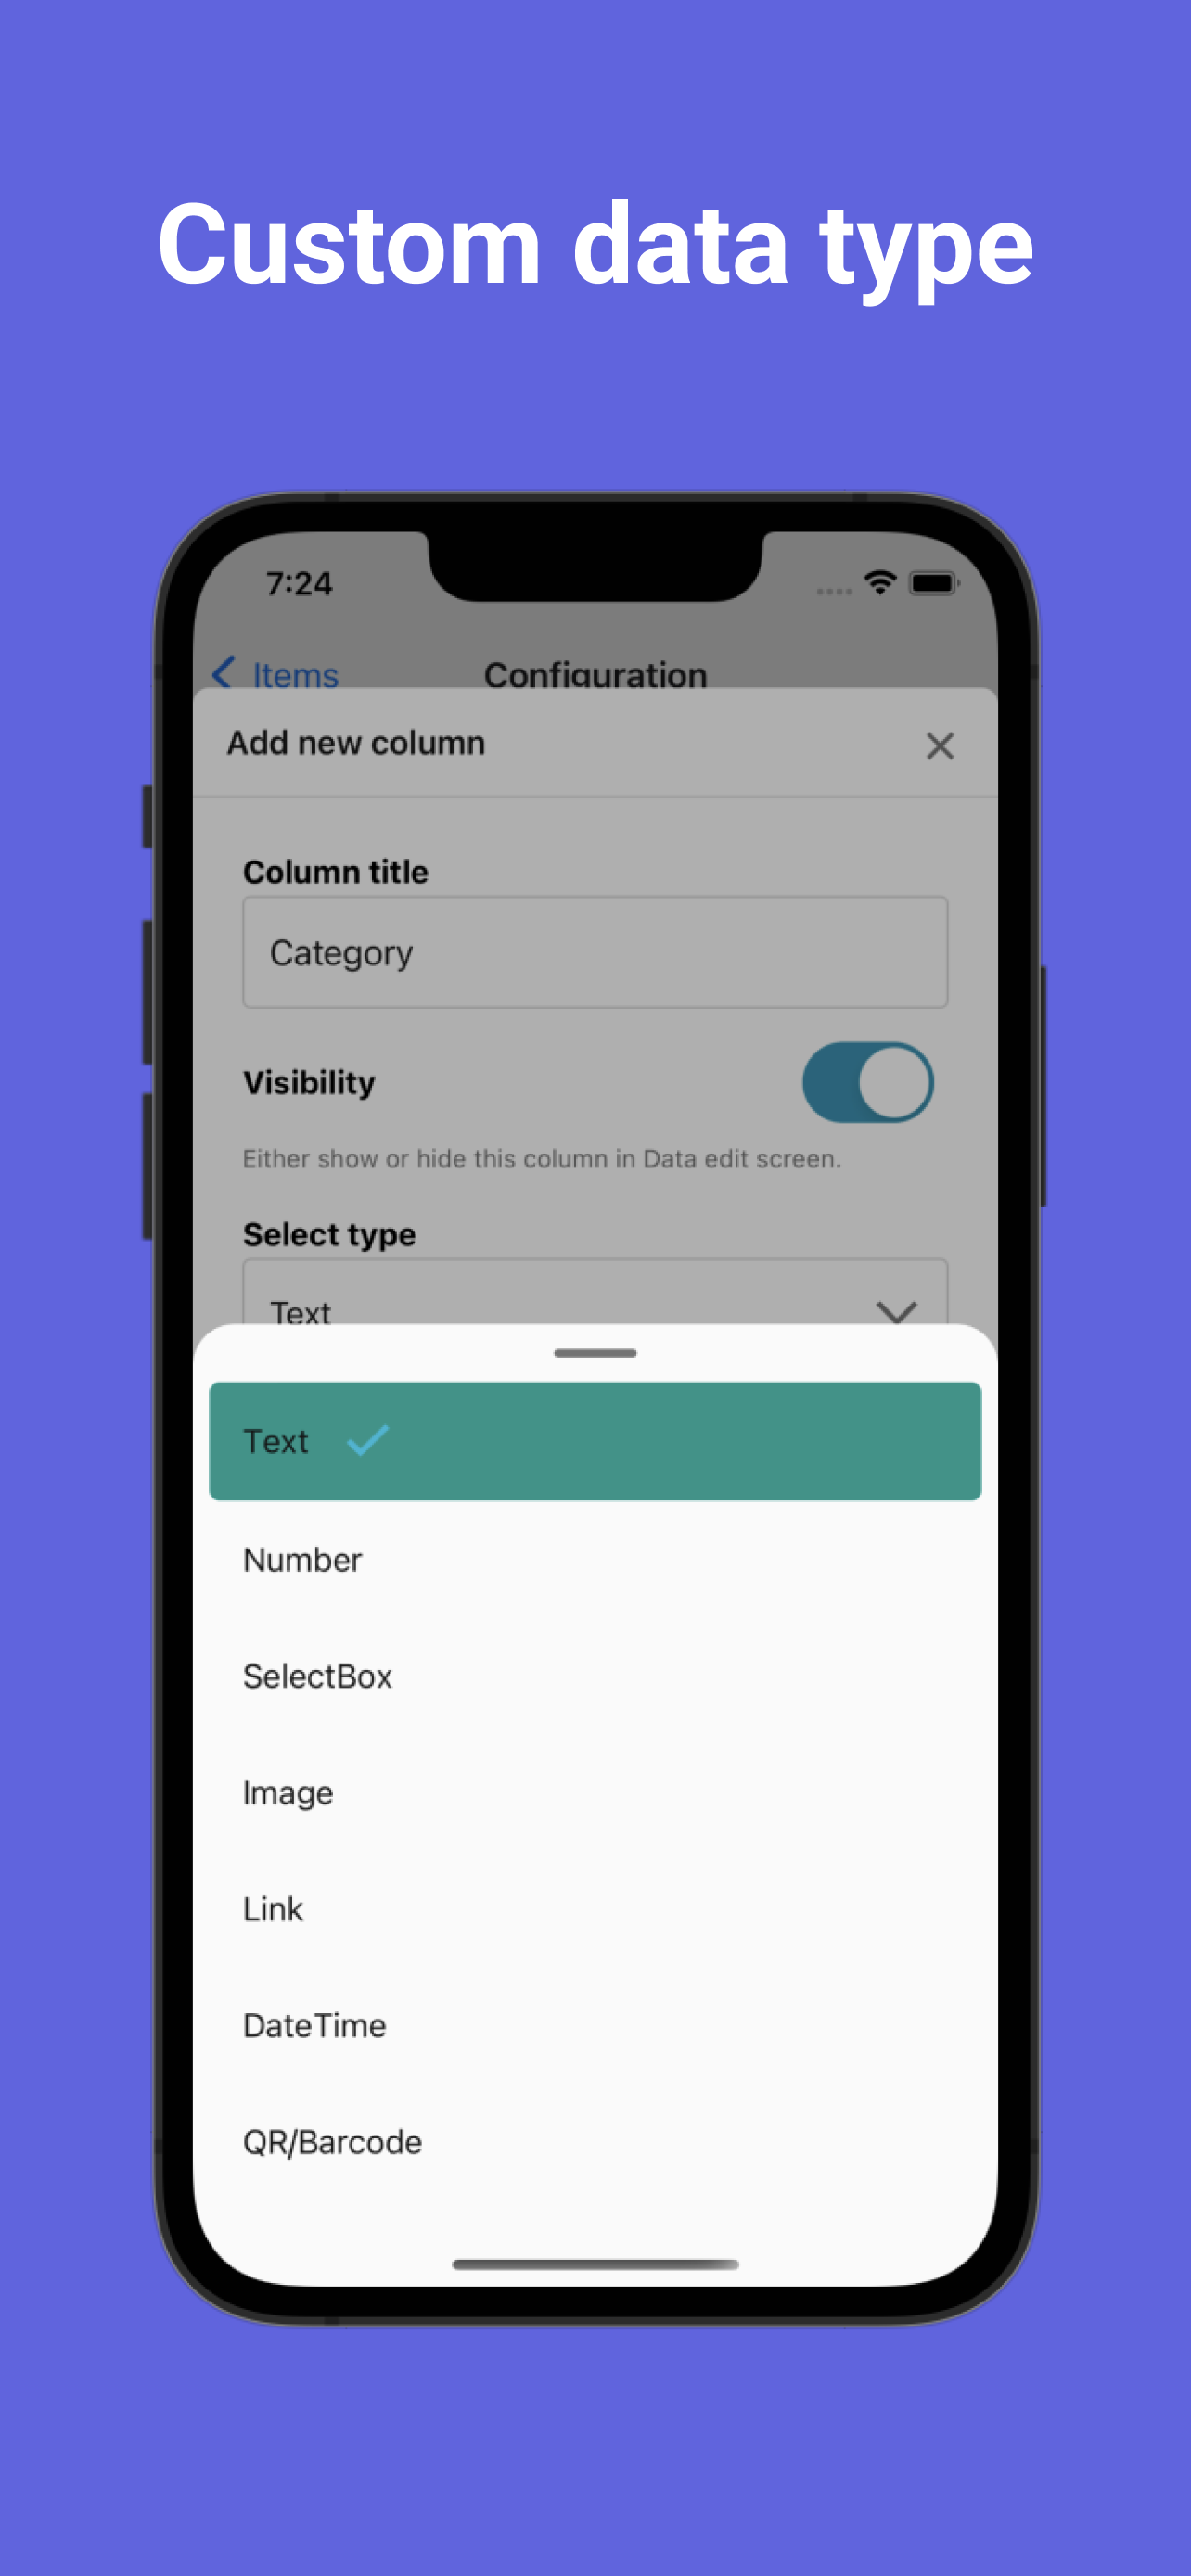 Custom data type
7:24
Items
Configuration
Add new column
Column title
Category
Visibility
Either show or hide this column in Data edit screen.
Select type
Text
Text
Number
SelectBox
Image
Link
DateTime
QR/Barcode